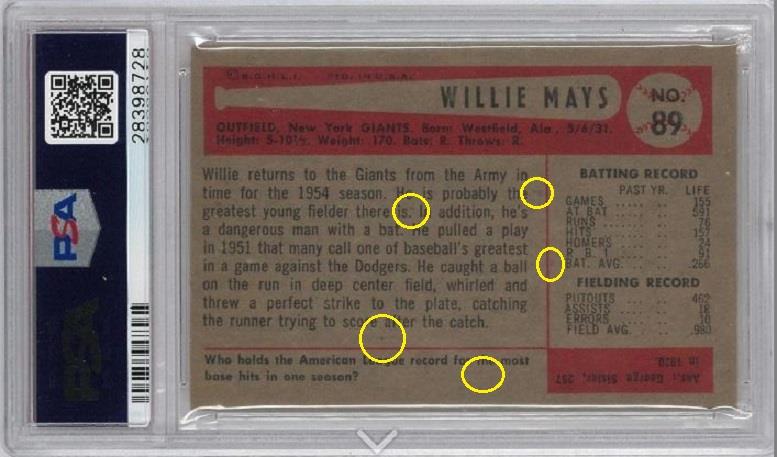 28398728
PSA
PTD. IN U.S.A.
WILLIE MAYS
NO.
89
OUTFIELD, New York GIANTS. Born: Westfield, Ala., 5/6/31.
Height: 5-10½. Weight: 170. Bats: R. Throws: R.
Willie returns to the Giants from the Army in
time for the 1954 season. He is probably the
greatest young fielder there is. In addition, he's
a dangerous man with a bat. He pulled a play
in 1951 that many call one of baseball's greatest
in a game against the Dodgers. He caught a ball
on the run in deep center field, whirled and
threw a perfect strike to the plate, catching
the runner trying to score after the catch.
BATTING RECORD
PAST YR. LIFE
GAMES . . . . . 155
AT BAT . . . . . 591
RUNS . . . . . 76
HITS . . . . . 157
HOMERS . . . . . 24
R. B. I. . . . . . 91
BAT. AVG. . . . . .266
FIELDING RECORD
PUTOUTS . . . . . 462
ASSISTS . . . . . 18
ERRORS . . . . . 10
FIELD AVG. . . . . .980
Who holds the American League record for the most
base hits in one season?
Ans.: George Sisler, 257
in 1920.
PSA